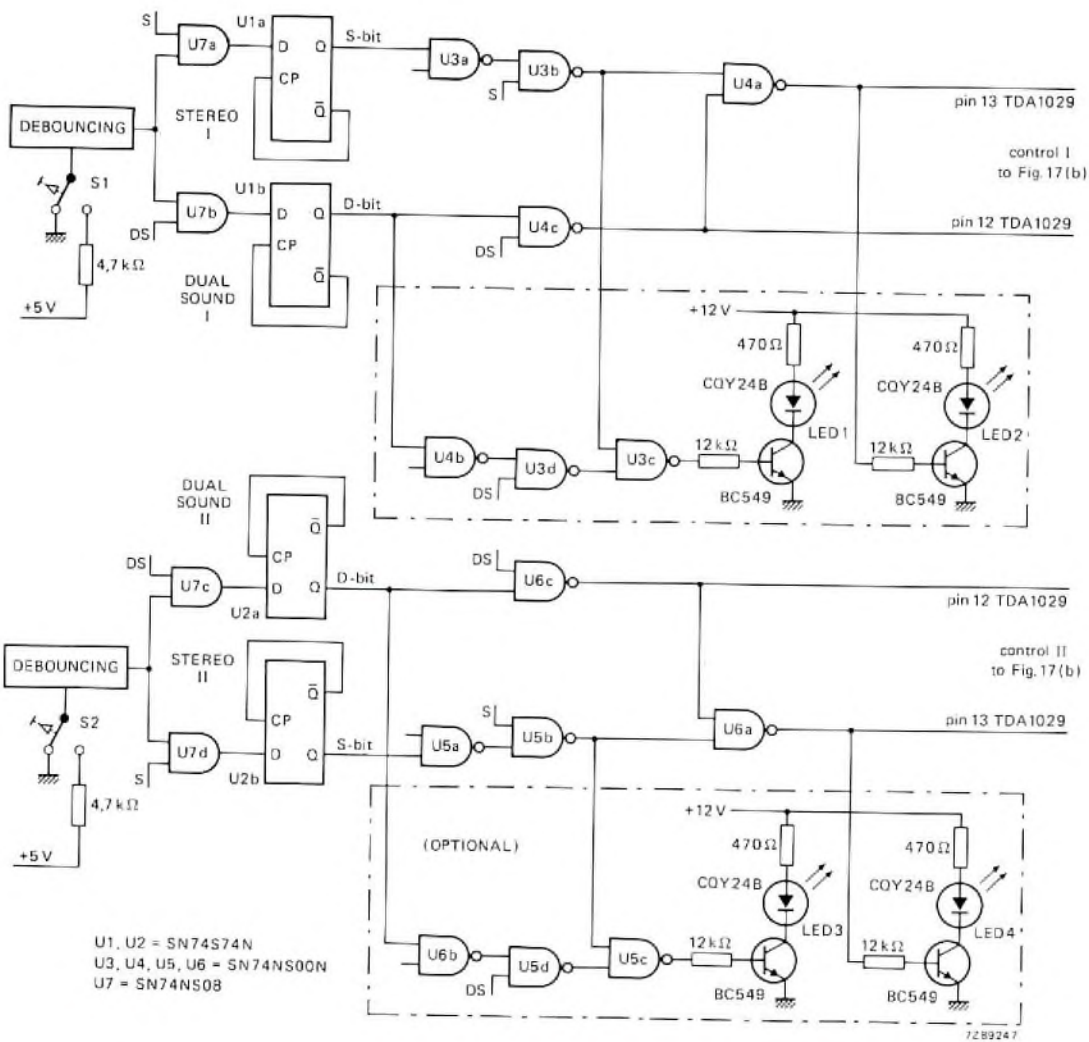 S
U7a
U1a
D
Q
CP
Q̅
S-bit
U3a
U3b
S
U4a
pin 13 TDA1029
STEREO
I
DEBOUNCING
control I
to Fig.17(b)
S1
4,7 kΩ
+5 V
U7b
DS
U1b
D
Q
CP
Q̅
D-bit
U4c
DS
pin 12 TDA1029
DUAL
SOUND
I
+12 V
470 Ω
CQY24B
LED1
12 kΩ
BC549
470 Ω
CQY24B
LED2
12 kΩ
BC549
U4b
U3d
DS
U3c
DUAL
SOUND
II
Q̅
CP
D
Q
U2a
D-bit
DS
U7c
DS
U6c
pin 12 TDA1029
DEBOUNCING
STEREO
II
control II
to Fig.17(b)
S2
4,7 kΩ
+5 V
U7d
S
Q̅
CP
D
Q
U2b
S-bit
U5a
S
U5b
U6a
pin 13 TDA1029
(OPTIONAL)
+12 V
470 Ω
CQY24B
LED3
12 kΩ
BC549
470 Ω
CQY24B
LED4
12 kΩ
BC549
U6b
U5d
DS
U5c
U1, U2 = SN74S74N
U3, U4, U5, U6 = SN74NS00N
U7 = SN74NS08
7Z89247